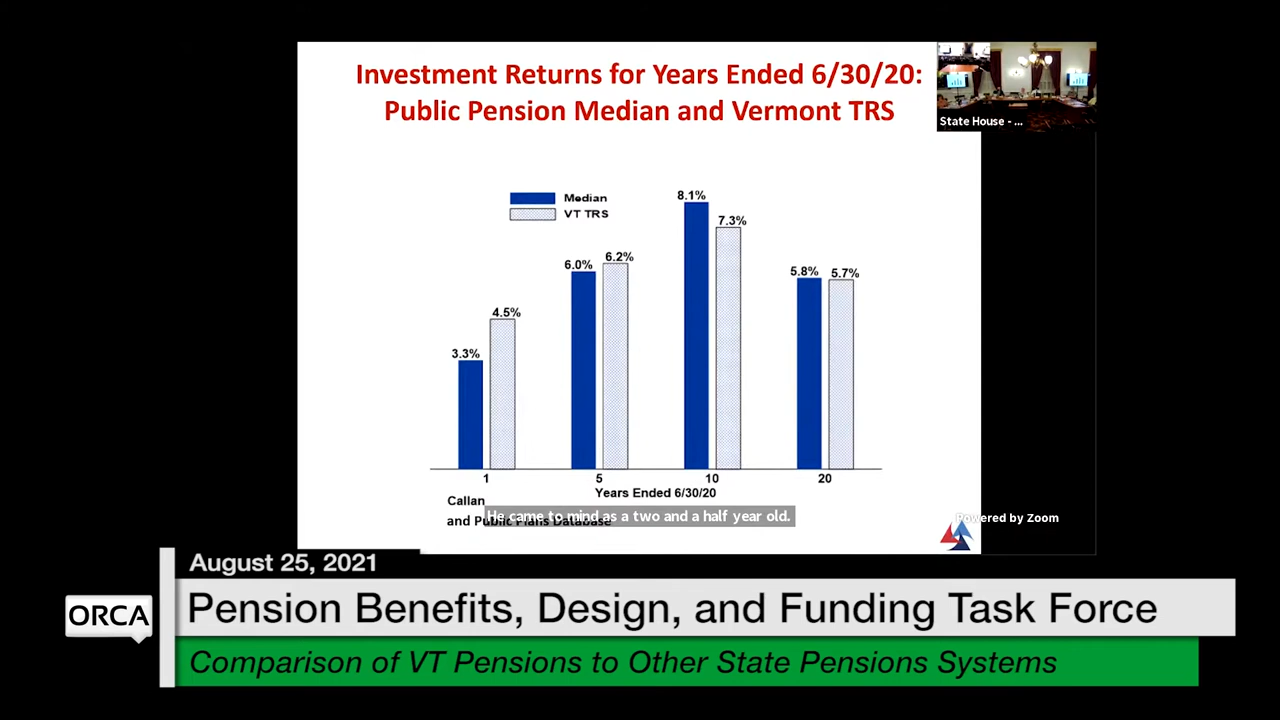 Investment Returns for Years Ended 6/30/20:
Public Pension Median and Vermont TRS
State House - ...
Median
VT TRS
3.3%
4.5%
6.0%
6.2%
8.1%
7.3%
5.8%
5.7%
1
5
10
20
Years Ended 6/30/20
Callan
and Public Plans Database
He came to mind as a two and a half year old.
Powered by Zoom
August 25, 2021
ORCA
Pension Benefits, Design, and Funding Task Force
Comparison of VT Pensions to Other State Pensions Systems